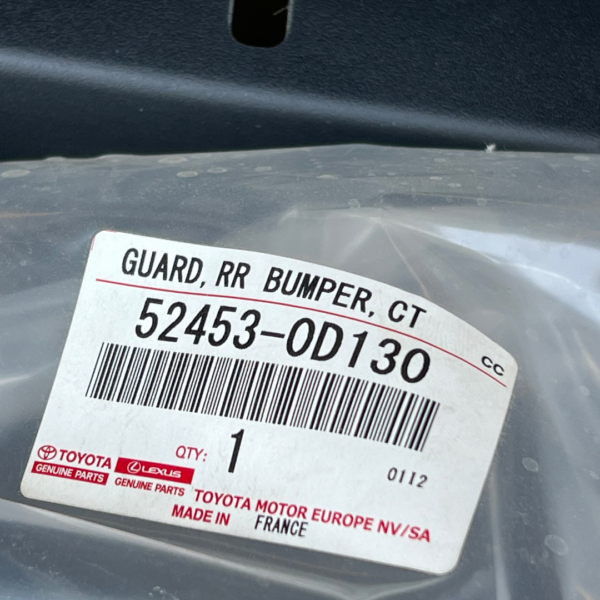 GUARD, RR BUMPER, CT
52453-0D130
CC
QTY: 1
0112
TOYOTA
GENUINE PARTS
LEXUS
GENUINE PARTS
TOYOTA MOTOR EUROPE NV/SA
MADE IN FRANCE